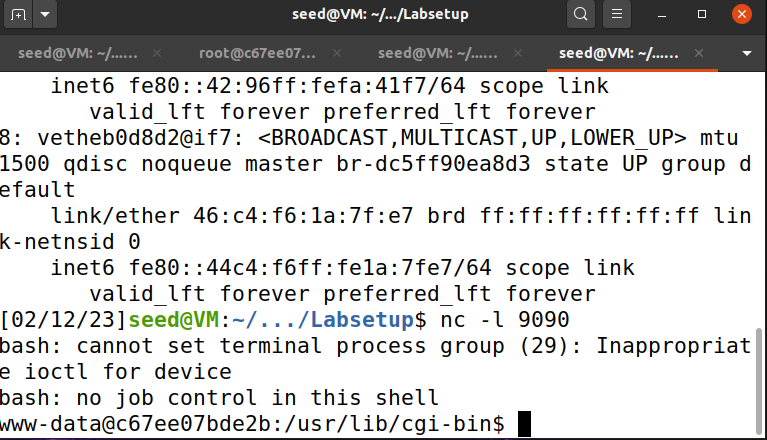 seed@VM: ~/.../Labsetup
seed@VM: ~/...... × root@c67ee07... × seed@VM: ~/...... × seed@VM: ~/...... ×
    inet6 fe80::42:96ff:fefa:41f7/64 scope link
       valid_lft forever preferred_lft forever
8: vetheb0d8d2@if7: <BROADCAST,MULTICAST,UP,LOWER_UP> mtu
1500 qdisc noqueue master br-dc5ff90ea8d3 state UP group d
efault
    link/ether 46:c4:f6:1a:7f:e7 brd ff:ff:ff:ff:ff:ff lin
k-netnsid 0
    inet6 fe80::44c4:f6ff:fe1a:7fe7/64 scope link
       valid_lft forever preferred_lft forever
[02/12/23]seed@VM:~/.../Labsetup$ nc -l 9090
bash: cannot set terminal process group (29): Inappropriat
e ioctl for device
bash: no job control in this shell
www-data@c67ee07bde2b:/usr/lib/cgi-bin$